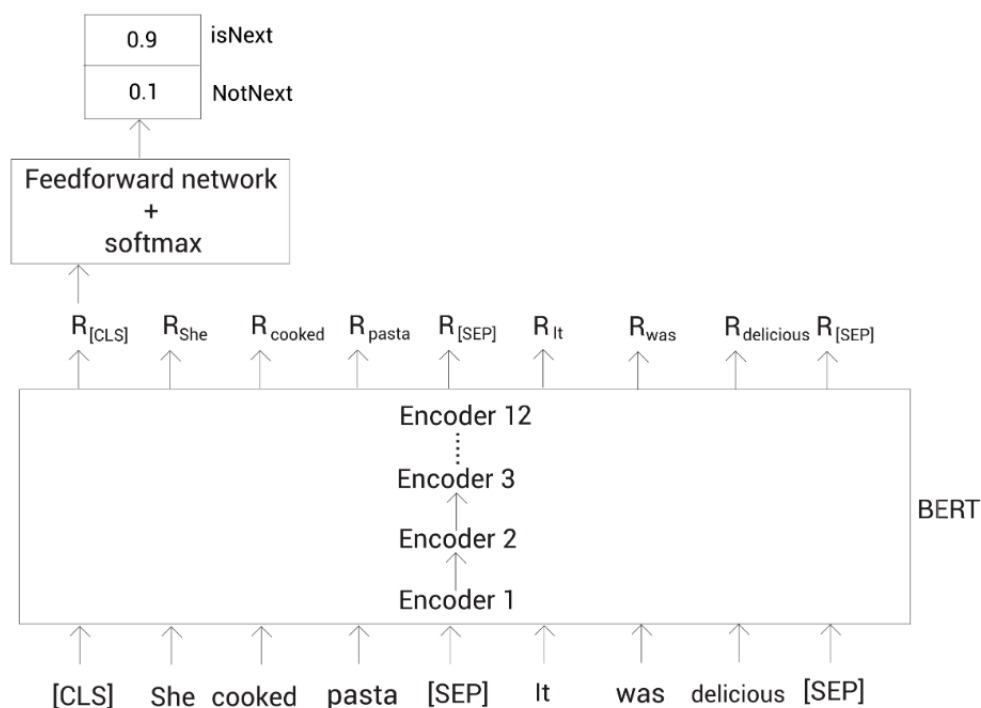 0.9 isNext
0.1 NotNext
Feedforward network
+
softmax
R[CLS] RShe Rcooked Rpasta R[SEP] RIt Rwas Rdelicious R[SEP]
Encoder 12
Encoder 3
BERT
Encoder 2
Encoder 1
[CLS] She cooked pasta [SEP] It was delicious [SEP]